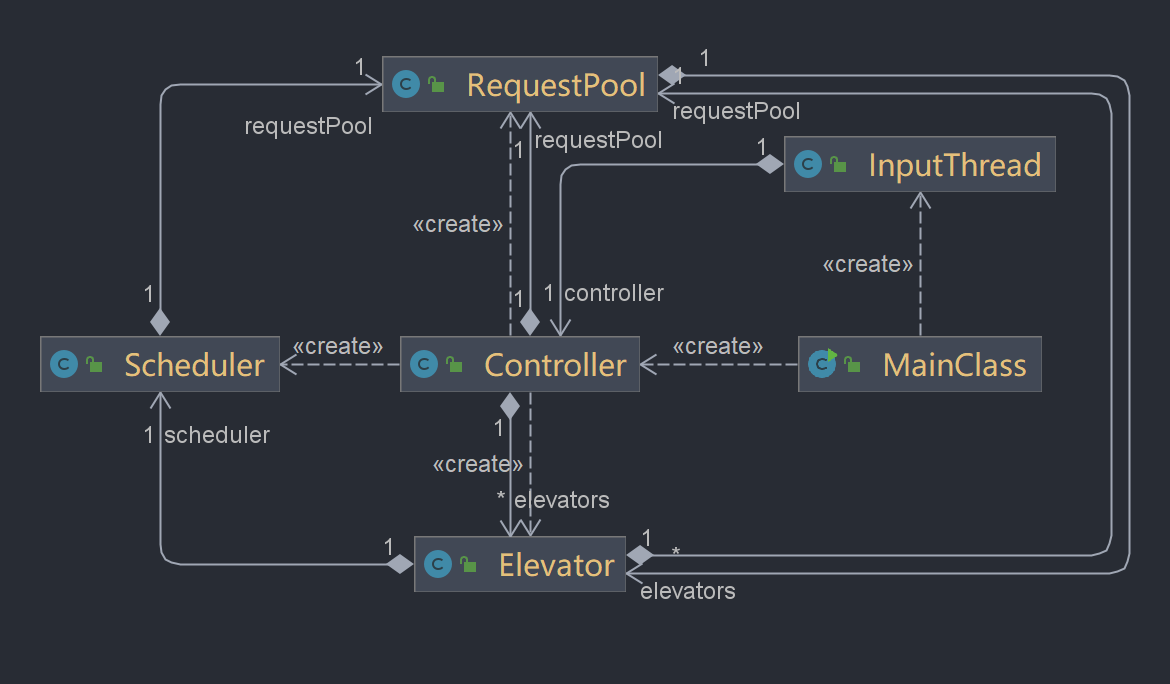 1
1
RequestPool
1
requestPool
requestPool
requestPool
1
1
C
InputThread
«create»
«create»
1
1
1 controller
«create»
«create»
C
Scheduler
C
Controller
C
MainClass
1 scheduler
1
«create»
* elevators
1
1
*
C
Elevator
elevators
C